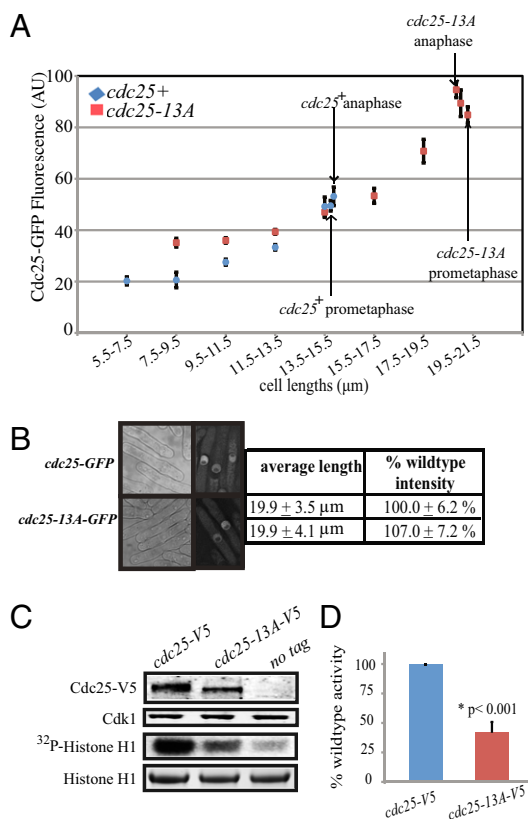 A
cdc25-13A
anaphase
Cdc25-GFP Fluorescence (AU)
100
80
60
40
20
0
cdc25+
cdc25-13A
cdc25+ anaphase
cdc25+ prometaphase
cdc25-13A
prometaphase
5.5-7.5
7.5-9.5
9.5-11.5
11.5-13.5
13.5-15.5
15.5-17.5
17.5-19.5
19.5-21.5
cell lengths (µm)
B
cdc25-GFP
cdc25-13A-GFP
average length
% wildtype
intensity
19.9 ± 3.5 µm
100.0 ± 6.2 %
19.9 ± 4.1 µm
107.0 ± 7.2 %
C
cdc25-V5
cdc25-13A-V5
no tag
Cdc25-V5
Cdk1
32P-Histone H1
Histone H1
D
% wildtype activity
100
75
50
25
0
* p< 0.001
cdc25-V5
cdc25-13A-V5